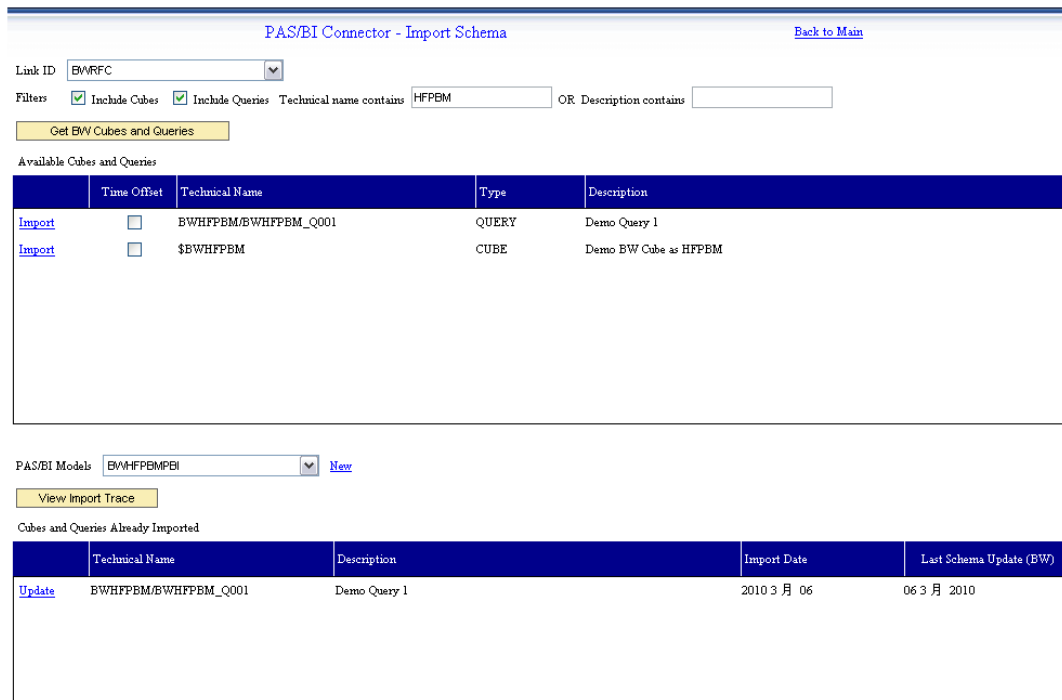 PAS/BI Connector - Import Schema Back to Main
Link ID BWRFC
Filters Include Cubes Include Queries Technical name contains HFPBM OR Description contains
Get BW Cubes and Queries
Available Cubes and Queries
Time Offset Technical Name Type Description
Import BWHFPBM/BWHFPBM_Q001 QUERY Demo Query 1
Import $BWHFPBM CUBE Demo BW Cube as HFPBM
PAS/BI Models BWHFPBMPBI New
View Import Trace
Cubes and Queries Already Imported
Technical Name Description Import Date Last Schema Update (BW)
Update BWHFPBM/BWHFPBM_Q001 Demo Query 1 2010 3 月 06 06 3 月 2010